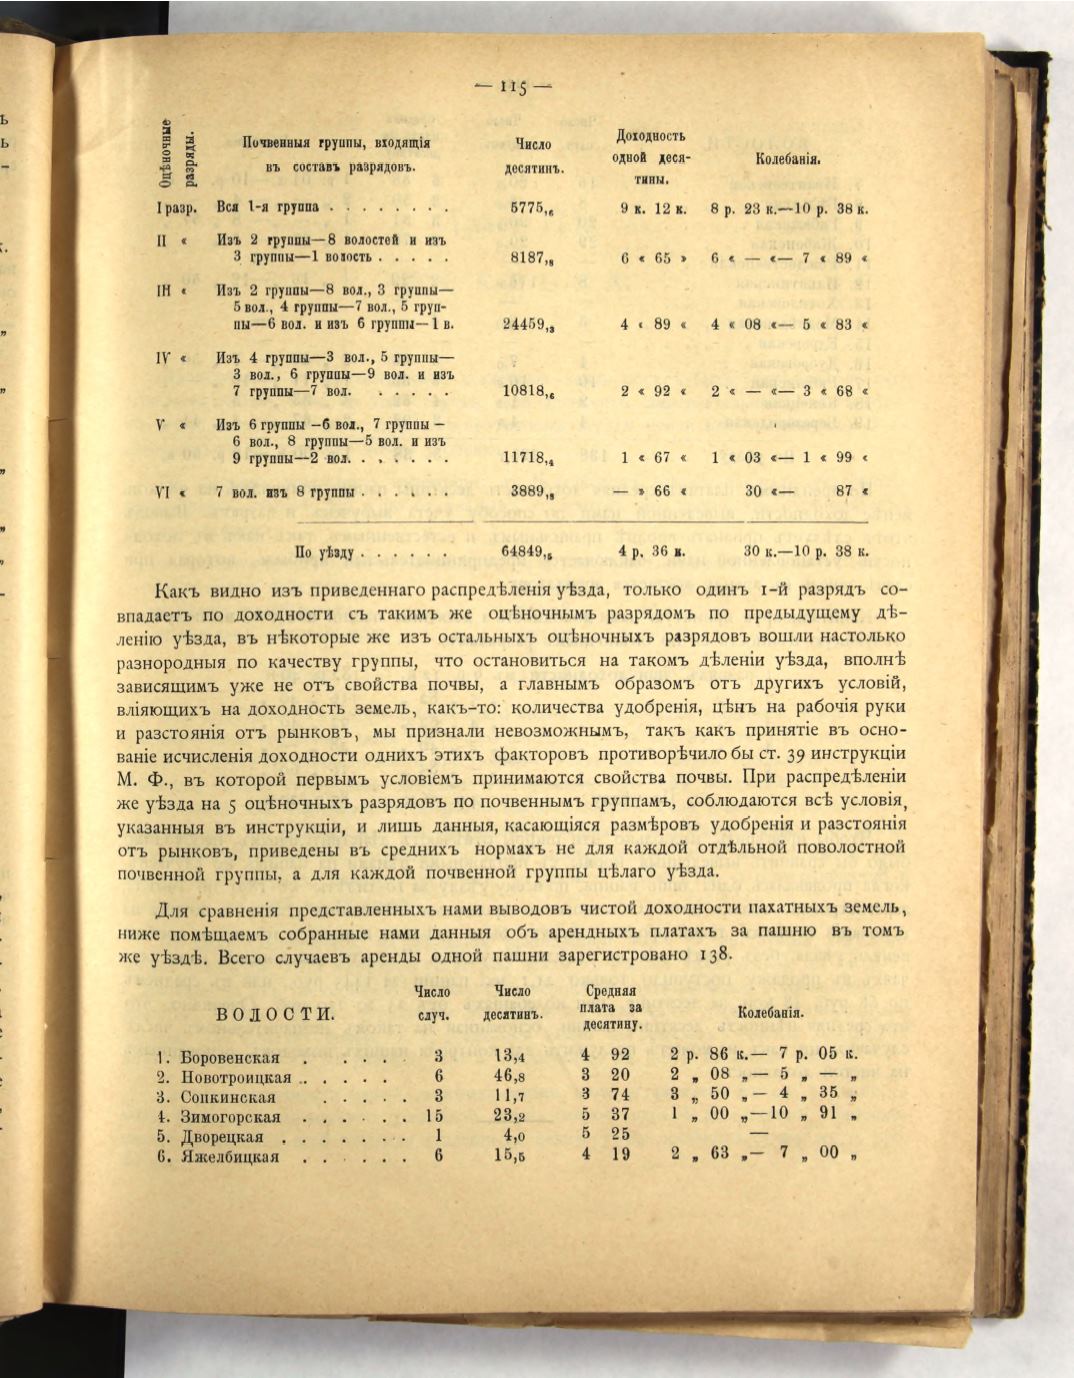 — 115 —
Оцѣночные разряды.
Почвенныя группы, входящія въ составъ разрядовъ.
Число десятинъ.
Доходность одной десятины.
Колебанія.
I разр. Вся 1-я группа . . . . . . . . 5775,6 9 к. 12 к. 8 р. 23 к.—10 р. 38 к.
II « Изъ 2 группы—8 волостей и изъ
3 группы—1 волость . . . . . 8187,8 6 « 65 » 6 « — «— 7 « 89 «
III « Изъ 2 группы—8 вол., 3 группы—
5 вол., 4 группы—7 вол., 5 груп-
пы—6 вол. и изъ 6 группы—1 в. 24459,3 4 « 89 « 4 « 08 «— 5 « 83 «
IV « Изъ 4 группы—3 вол., 5 группы—
3 вол., 6 группы—9 вол. и изъ
7 группы—7 вол. . . . . . 10818,6 2 « 92 « 2 « — «— 3 « 68 «
V « Изъ 6 группы —6 вол., 7 группы —
6 вол., 8 группы—5 вол. и изъ
9 группы—2 вол. . . . . . . 11718,4 1 « 67 « 1 « 03 «— 1 « 99 «
VI « 7 вол. изъ 8 группы . . . . . . 3889,8 — » 66 « 30 «— 87 «
По уѣзду . . . . . . 64849,5 4 р. 36 к. 30 к.—10 р. 38 к.
Какъ видно изъ приведеннаго распредѣленія уѣзда, только одинъ 1-й разрядъ со-
впадаетъ по доходности съ такимъ же оцѣночнымъ разрядомъ по предыдущему дѣ-
ленію уѣзда, въ нѣкоторые же изъ остальныхъ оцѣночныхъ разрядовъ вошли настолько
разнородныя по качеству группы, что остановиться на такомъ дѣленіи уѣзда, вполнѣ
зависящимъ уже не отъ свойства почвы, а главнымъ образомъ отъ другихъ условій,
вліяющихъ на доходность земель, какъ-то: количества удобренія, цѣнъ на рабочія руки
и разстоянія отъ рынковъ, мы признали невозможнымъ, такъ какъ принятіе въ осно-
ваніе исчисленія доходности однихъ этихъ факторовъ противорѣчило бы ст. 39 инструкціи
М. Ф., въ которой первымъ условіемъ принимаются свойства почвы. При распредѣленіи
же уѣзда на 5 оцѣночныхъ разрядовъ по почвеннымъ группамъ, соблюдаются всѣ условія,
указанныя въ инструкціи, и лишь данныя, касающіяся размѣровъ удобренія и разстоянія
отъ рынковъ, приведены въ среднихъ нормахъ не для каждой отдѣльной поволостной
почвенной группы, а для каждой почвенной группы цѣлаго уѣзда.
Для сравненія представленныхъ нами выводовъ чистой доходности пахатныхъ земель,
ниже помѣщаемъ собранные нами данныя объ арендныхъ платахъ за пашню въ томъ
же уѣздѣ. Всего случаевъ аренды одной пашни зарегистровано 138.
ВОЛОСТИ.
Число случ.
Число десятинъ.
Средняя плата за десятину.
Колебанія.
1. Боровенская . . . . 3 13,4 4 92 2 р. 86 к.— 7 р. 05 к.
2. Новотроицкая . . . . . . 6 46,8 3 20 2 „ 08 „— 5 „ — „
3. Сопкинская . . . . . 3 11,7 3 74 3 „ 50 „— 4 „ 35 „
4. Зимогорская . . . . . . 15 23,2 5 37 1 „ 00 „—10 „ 91 „
5. Дворецкая . . . . . . . 1 4,0 5 25 —
6. Яжелбицкая . . . . . . 6 15,5 4 19 2 „ 63 „— 7 „ 00 „